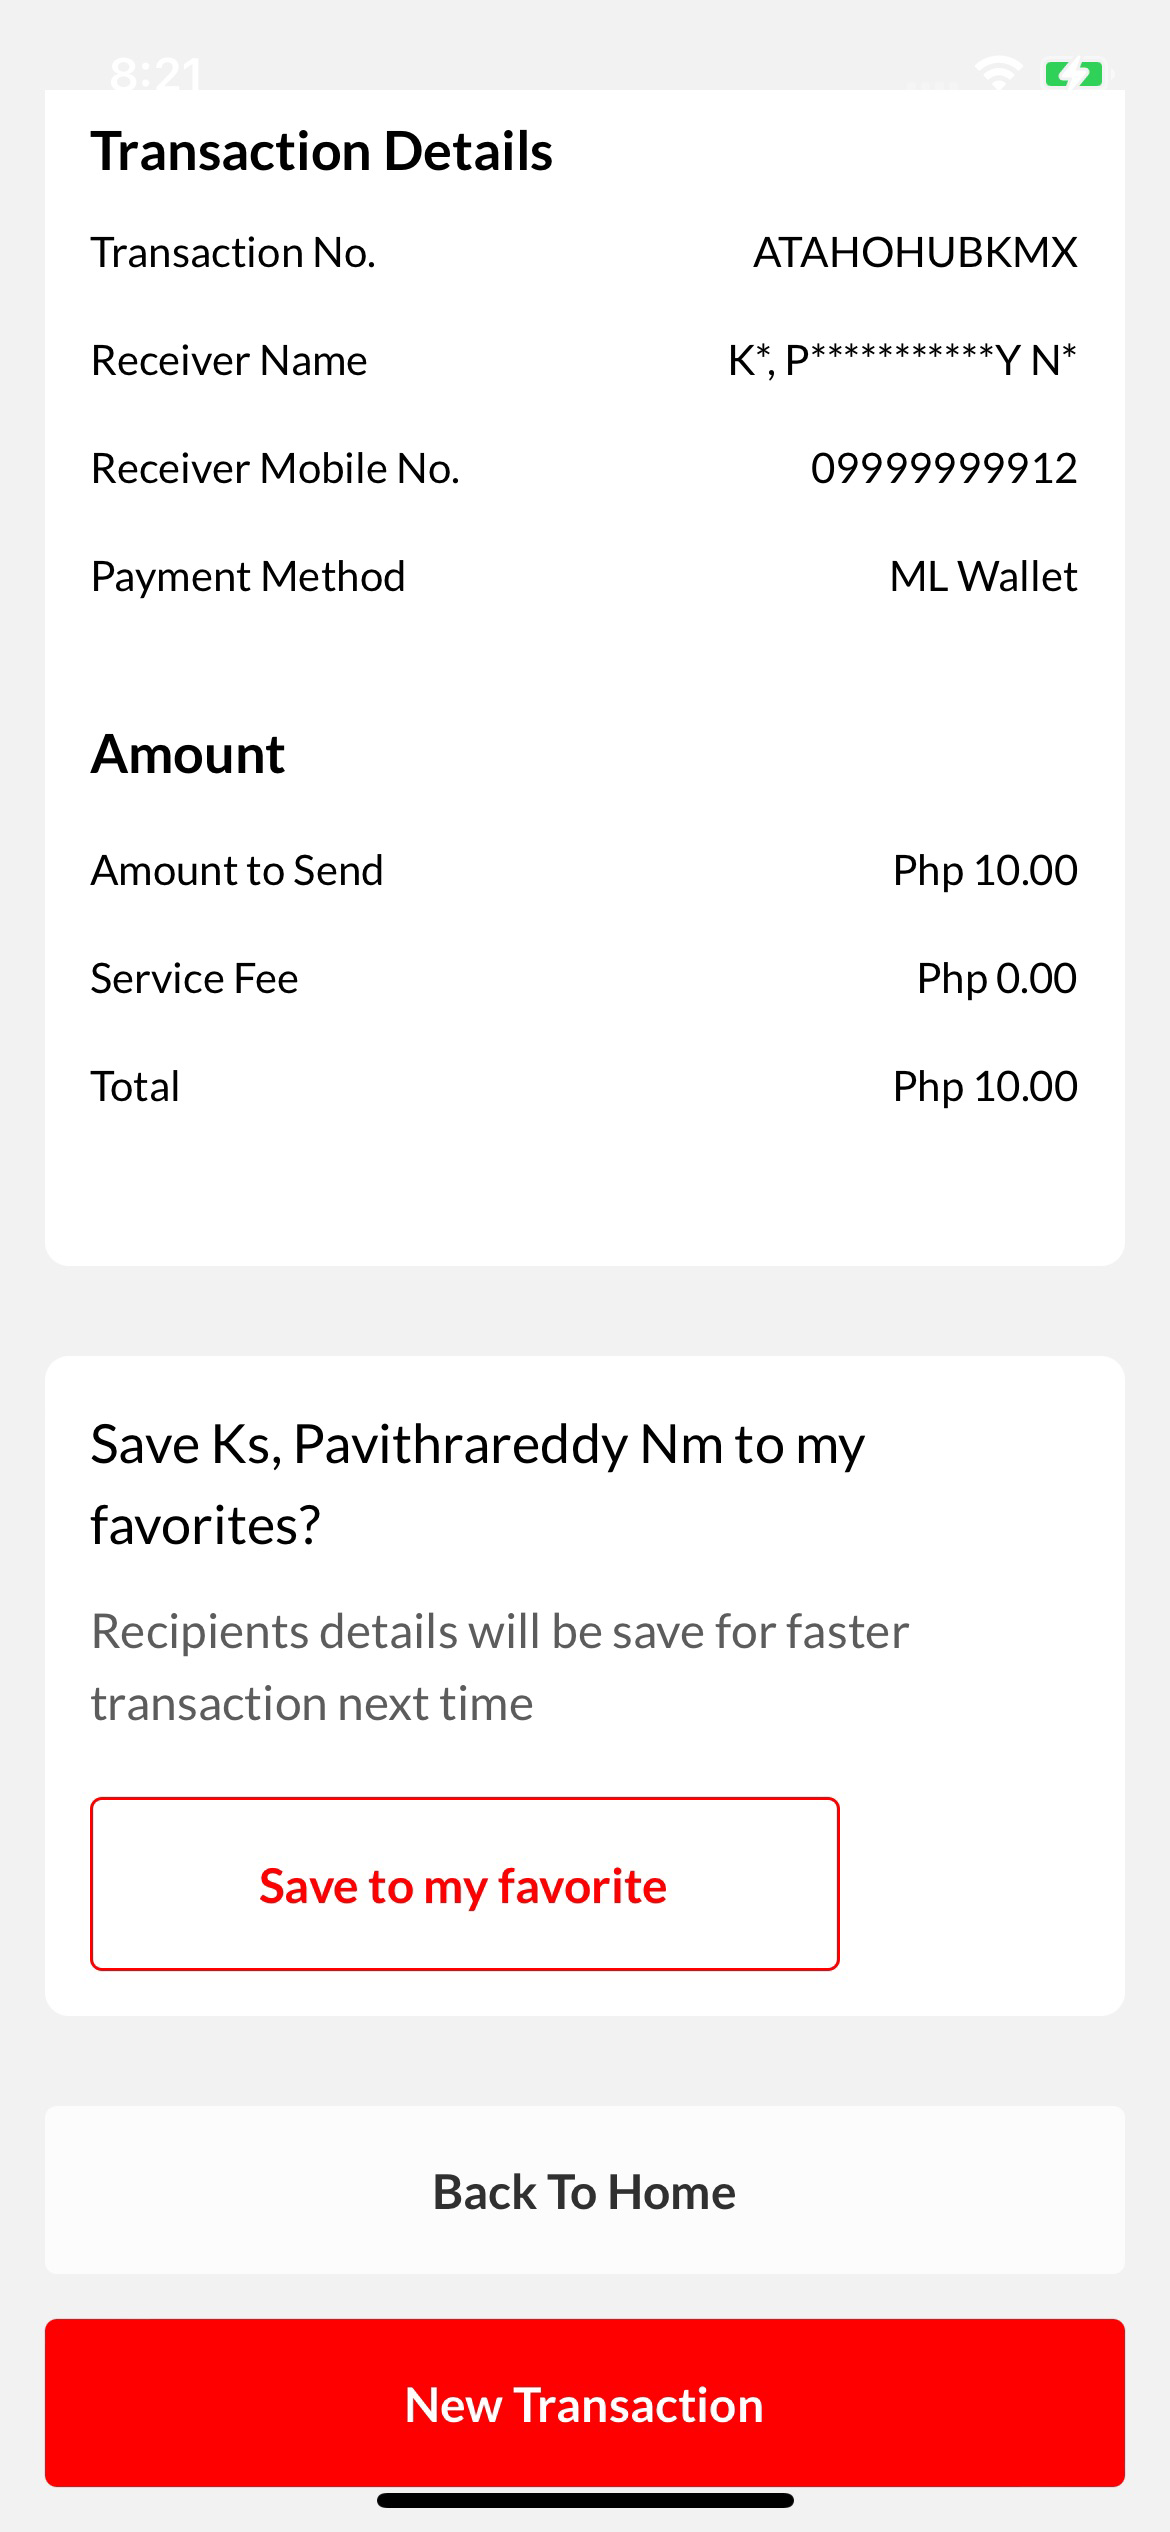 8:21
Transaction Details
Transaction No. ATAHOHUBKMX
Receiver Name K*, P***********Y N*
Receiver Mobile No. 09999999912
Payment Method ML Wallet
Amount
Amount to Send Php 10.00
Service Fee Php 0.00
Total Php 10.00
Save Ks, Pavithrareddy Nm to my
favorites?
Recipients details will be save for faster
transaction next time
Save to my favorite
Back To Home
New Transaction